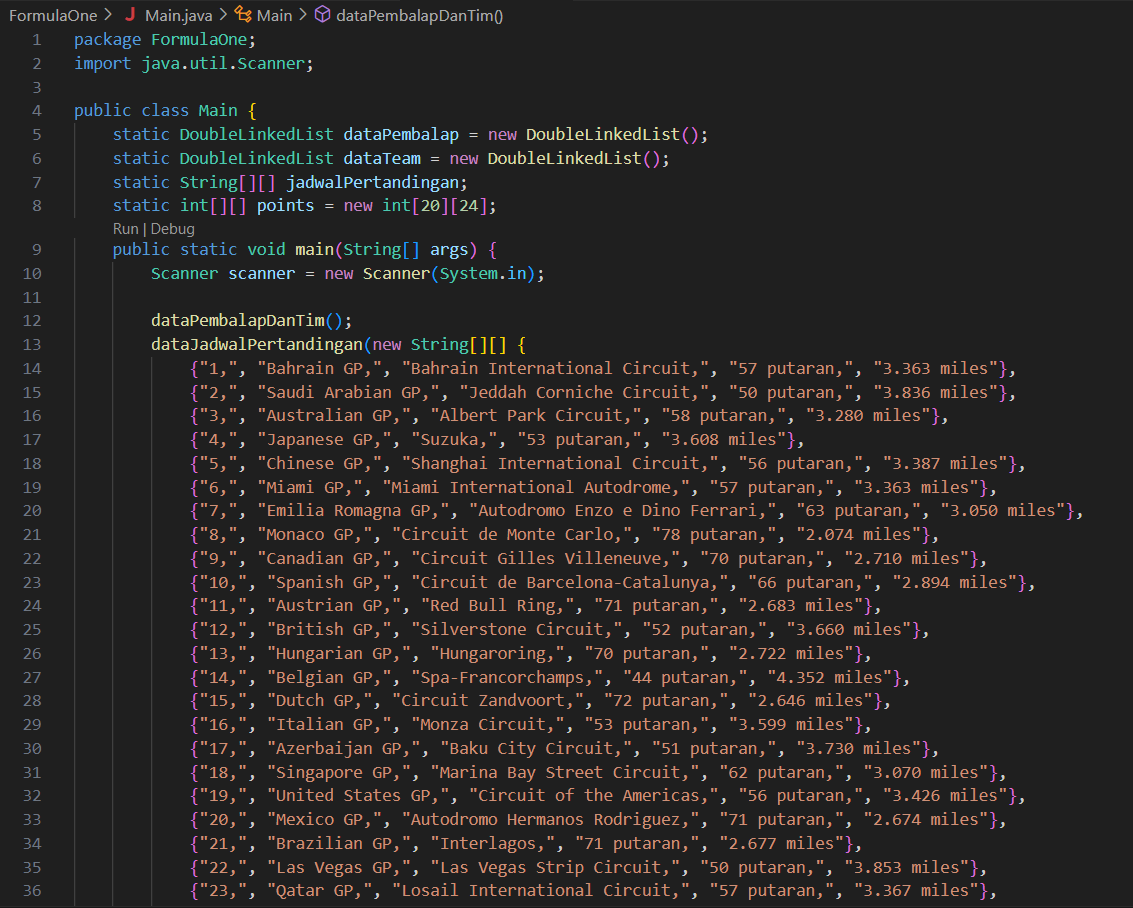 FormulaOne > J Main.java > Main > dataPembalapDanTim()
1 package FormulaOne;
2 import java.util.Scanner;
3
4 public class Main {
5 static DoubleLinkedList dataPembalap = new DoubleLinkedList();
6 static DoubleLinkedList dataTeam = new DoubleLinkedList();
7 static String[][] jadwalPertandingan;
8 static int[][] points = new int[20][24];
Run | Debug
9 public static void main(String[] args) {
10 Scanner scanner = new Scanner(System.in);
11
12 dataPembalapDanTim();
13 dataJadwalPertandingan(new String[][] {
14 {"1,", "Bahrain GP,", "Bahrain International Circuit,", "57 putaran,", "3.363 miles"},
15 {"2,", "Saudi Arabian GP,", "Jeddah Corniche Circuit,", "50 putaran,", "3.836 miles"},
16 {"3,", "Australian GP,", "Albert Park Circuit,", "58 putaran,", "3.280 miles"},
17 {"4,", "Japanese GP,", "Suzuka,", "53 putaran,", "3.608 miles"},
18 {"5,", "Chinese GP,", "Shanghai International Circuit,", "56 putaran,", "3.387 miles"},
19 {"6,", "Miami GP,", "Miami International Autodrome,", "57 putaran,", "3.363 miles"},
20 {"7,", "Emilia Romagna GP,", "Autodromo Enzo e Dino Ferrari,", "63 putaran,", "3.050 miles"},
21 {"8,", "Monaco GP,", "Circuit de Monte Carlo,", "78 putaran,", "2.074 miles"},
22 {"9,", "Canadian GP,", "Circuit Gilles Villeneuve,", "70 putaran,", "2.710 miles"},
23 {"10,", "Spanish GP,", "Circuit de Barcelona-Catalunya,", "66 putaran,", "2.894 miles"},
24 {"11,", "Austrian GP,", "Red Bull Ring,", "71 putaran,", "2.683 miles"},
25 {"12,", "British GP,", "Silverstone Circuit,", "52 putaran,", "3.660 miles"},
26 {"13,", "Hungarian GP,", "Hungaroring,", "70 putaran,", "2.722 miles"},
27 {"14,", "Belgian GP,", "Spa-Francorchamps,", "44 putaran,", "4.352 miles"},
28 {"15,", "Dutch GP,", "Circuit Zandvoort,", "72 putaran,", "2.646 miles"},
29 {"16,", "Italian GP,", "Monza Circuit,", "53 putaran,", "3.599 miles"},
30 {"17,", "Azerbaijan GP,", "Baku City Circuit,", "51 putaran,", "3.730 miles"},
31 {"18,", "Singapore GP,", "Marina Bay Street Circuit,", "62 putaran,", "3.070 miles"},
32 {"19,", "United States GP,", "Circuit of the Americas,", "56 putaran,", "3.426 miles"},
33 {"20,", "Mexico GP,", "Autodromo Hermanos Rodriguez,", "71 putaran,", "2.674 miles"},
34 {"21,", "Brazilian GP,", "Interlagos,", "71 putaran,", "2.677 miles"},
35 {"22,", "Las Vegas GP,", "Las Vegas Strip Circuit,", "50 putaran,", "3.853 miles"},
36 {"23,", "Qatar GP,", "Losail International Circuit,", "57 putaran,", "3.367 miles"},